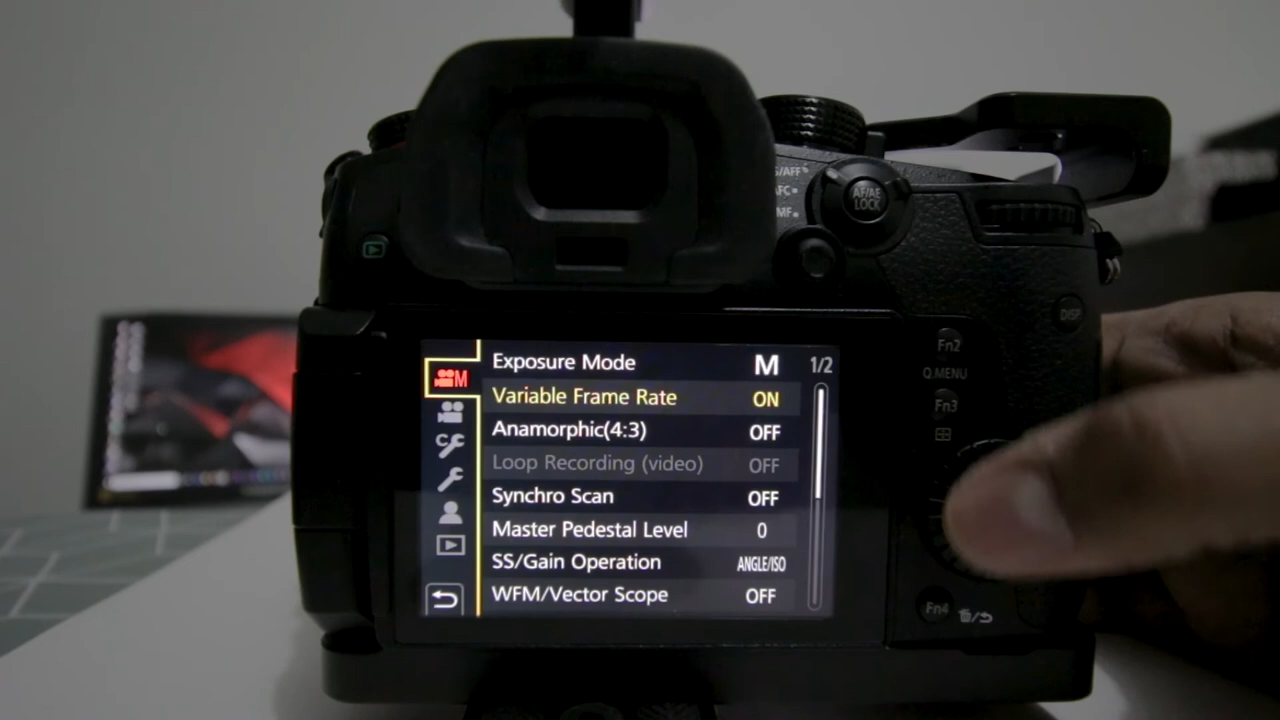 S/AFF
AFC
MF
AF/AE
LOCK
DISP
Fn2
Q.MENU
Fn3
Fn4
M
Exposure Mode M 1/2
Variable Frame Rate ON
Anamorphic(4:3) OFF
Loop Recording (video) OFF
Synchro Scan OFF
Master Pedestal Level 0
SS/Gain Operation ANGLE/ISO
WFM/Vector Scope OFF